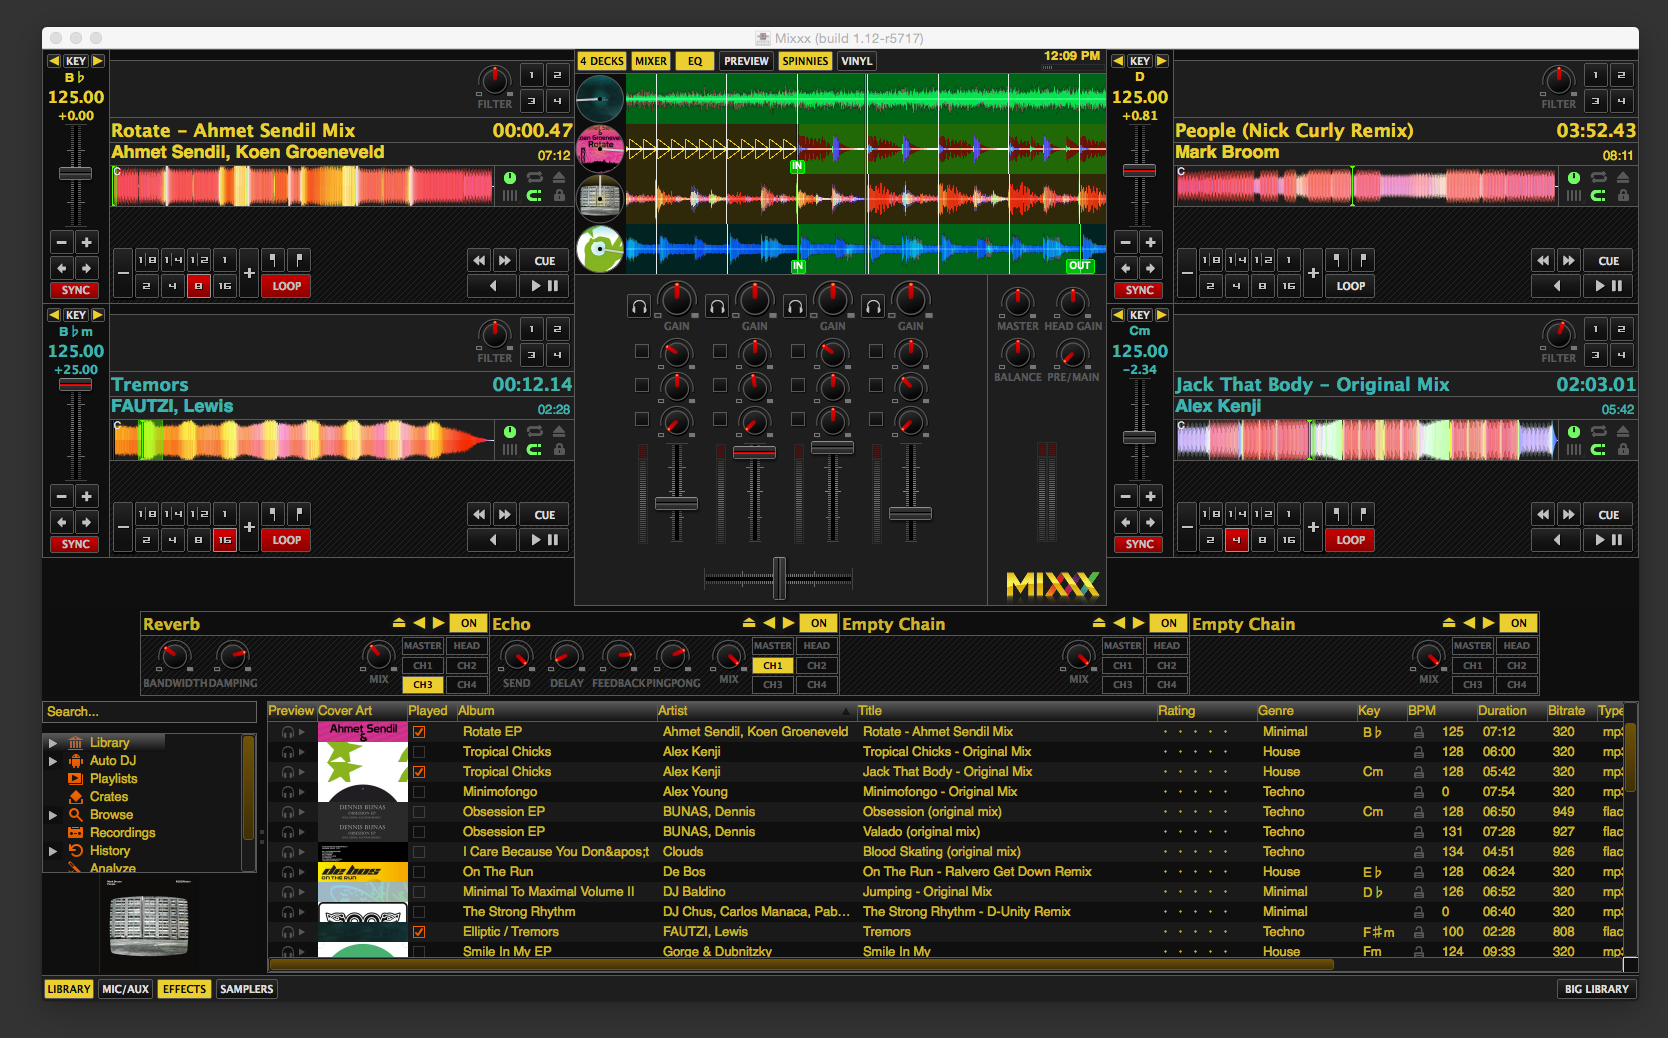 Mixxx (build 1.12-r5717)
4 DECKS MIXER EQ PREVIEW SPINNIES VINYL 12:09 PM
KEY
B♭
125.00
+0.00
FILTER
1 2
3 4
Rotate – Ahmet Sendil Mix 00:00.47
Ahmet Sendil, Koen Groeneveld 07:12
C
1|8 1|4 1|2 1
2 4 8 16 LOOP
CUE
SYNC
KEY
B♭m
125.00
+25.00
FILTER
1 2
3 4
Tremors 00:12.14
FAUTZI, Lewis 02:28
C
1|8 1|4 1|2 1
2 4 8 16 LOOP
CUE
SYNC
Rotate
IN
IN OUT
GAIN GAIN GAIN GAIN
MASTER HEAD GAIN
BALANCE PRE/MAIN
MIXXX
KEY
D
125.00
+0.81
FILTER
1 2
3 4
People (Nick Curly Remix) 03:52.43
Mark Broom 08:11
C
1|8 1|4 1|2 1
2 4 8 16 LOOP
CUE
SYNC
KEY
Cm
125.00
-2.34
FILTER
1 2
3 4
Jack That Body – Original Mix 02:03.01
Alex Kenji 05:42
C
1|8 1|4 1|2 1
2 4 8 16 LOOP
CUE
SYNC
Reverb ON
BANDWIDTH DAMPING MIX
MASTER HEAD
CH1 CH2
CH3 CH4
Echo ON
SEND DELAY FEEDBACK PINGPONG MIX
MASTER HEAD
CH1 CH2
CH3 CH4
Empty Chain ON
MIX
MASTER HEAD
CH1 CH2
CH3 CH4
Empty Chain ON
MIX
MASTER HEAD
CH1 CH2
CH3 CH4
Search...
Library
Auto DJ
Playlists
Crates
Browse
Recordings
History
Analyze
Preview Cover Art Played Album Artist Title Rating Genre Key BPM Duration Bitrate Type
Ahmet Sendil & Rotate EP Ahmet Sendil, Koen Groeneveld Rotate - Ahmet Sendil Mix Minimal B♭ 125 07:12 320 mp3
Tropical Chicks Alex Kenji Tropical Chicks - Original Mix House 128 06:00 320 mp3
Tropical Chicks Alex Kenji Jack That Body - Original Mix House Cm 128 05:42 320 mp3
Minimofongo Alex Young Minimofongo - Original Mix Techno 0 07:54 320 mp3
DENNIS BUNAS Obsession EP BUNAS, Dennis Obsession (original mix) Techno Cm 128 06:50 949 flac
DENNIS BUNAS Obsession EP BUNAS, Dennis Valado (original mix) Techno 131 07:28 927 flac
I Care Because You Don&apos;t Clouds Blood Skating (original mix) Techno 134 04:51 926 flac
de bos ON THE RUN On The Run De Bos On The Run - Ralvero Get Down Remix House E♭ 128 06:24 320 mp3
Minimal To Maximal Volume II DJ Baldino Jumping - Original Mix Minimal D♭ 126 06:52 320 mp3
The Strong Rhythm DJ Chus, Carlos Manaca, Pab... The Strong Rhythm - D-Unity Remix Minimal 0 06:40 320 mp3
Elliptic / Tremors FAUTZI, Lewis Tremors Techno F♯m 100 02:28 808 flac
Smile In My EP Gorge & Dubnitzky Smile In My House Fm 124 09:33 320 mp3
LIBRARY MIC/AUX EFFECTS SAMPLERS BIG LIBRARY